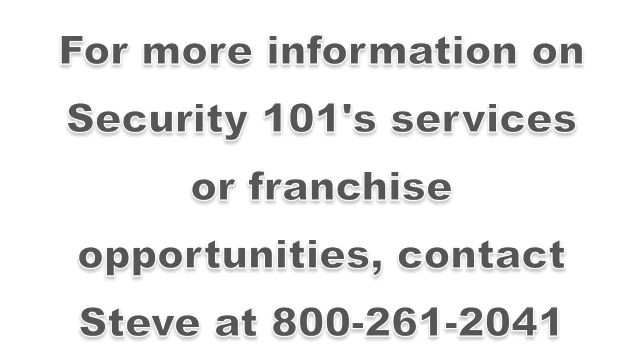 For more information on
Security 101's services
or franchise
opportunities, contact
Steve at 800-261-2041